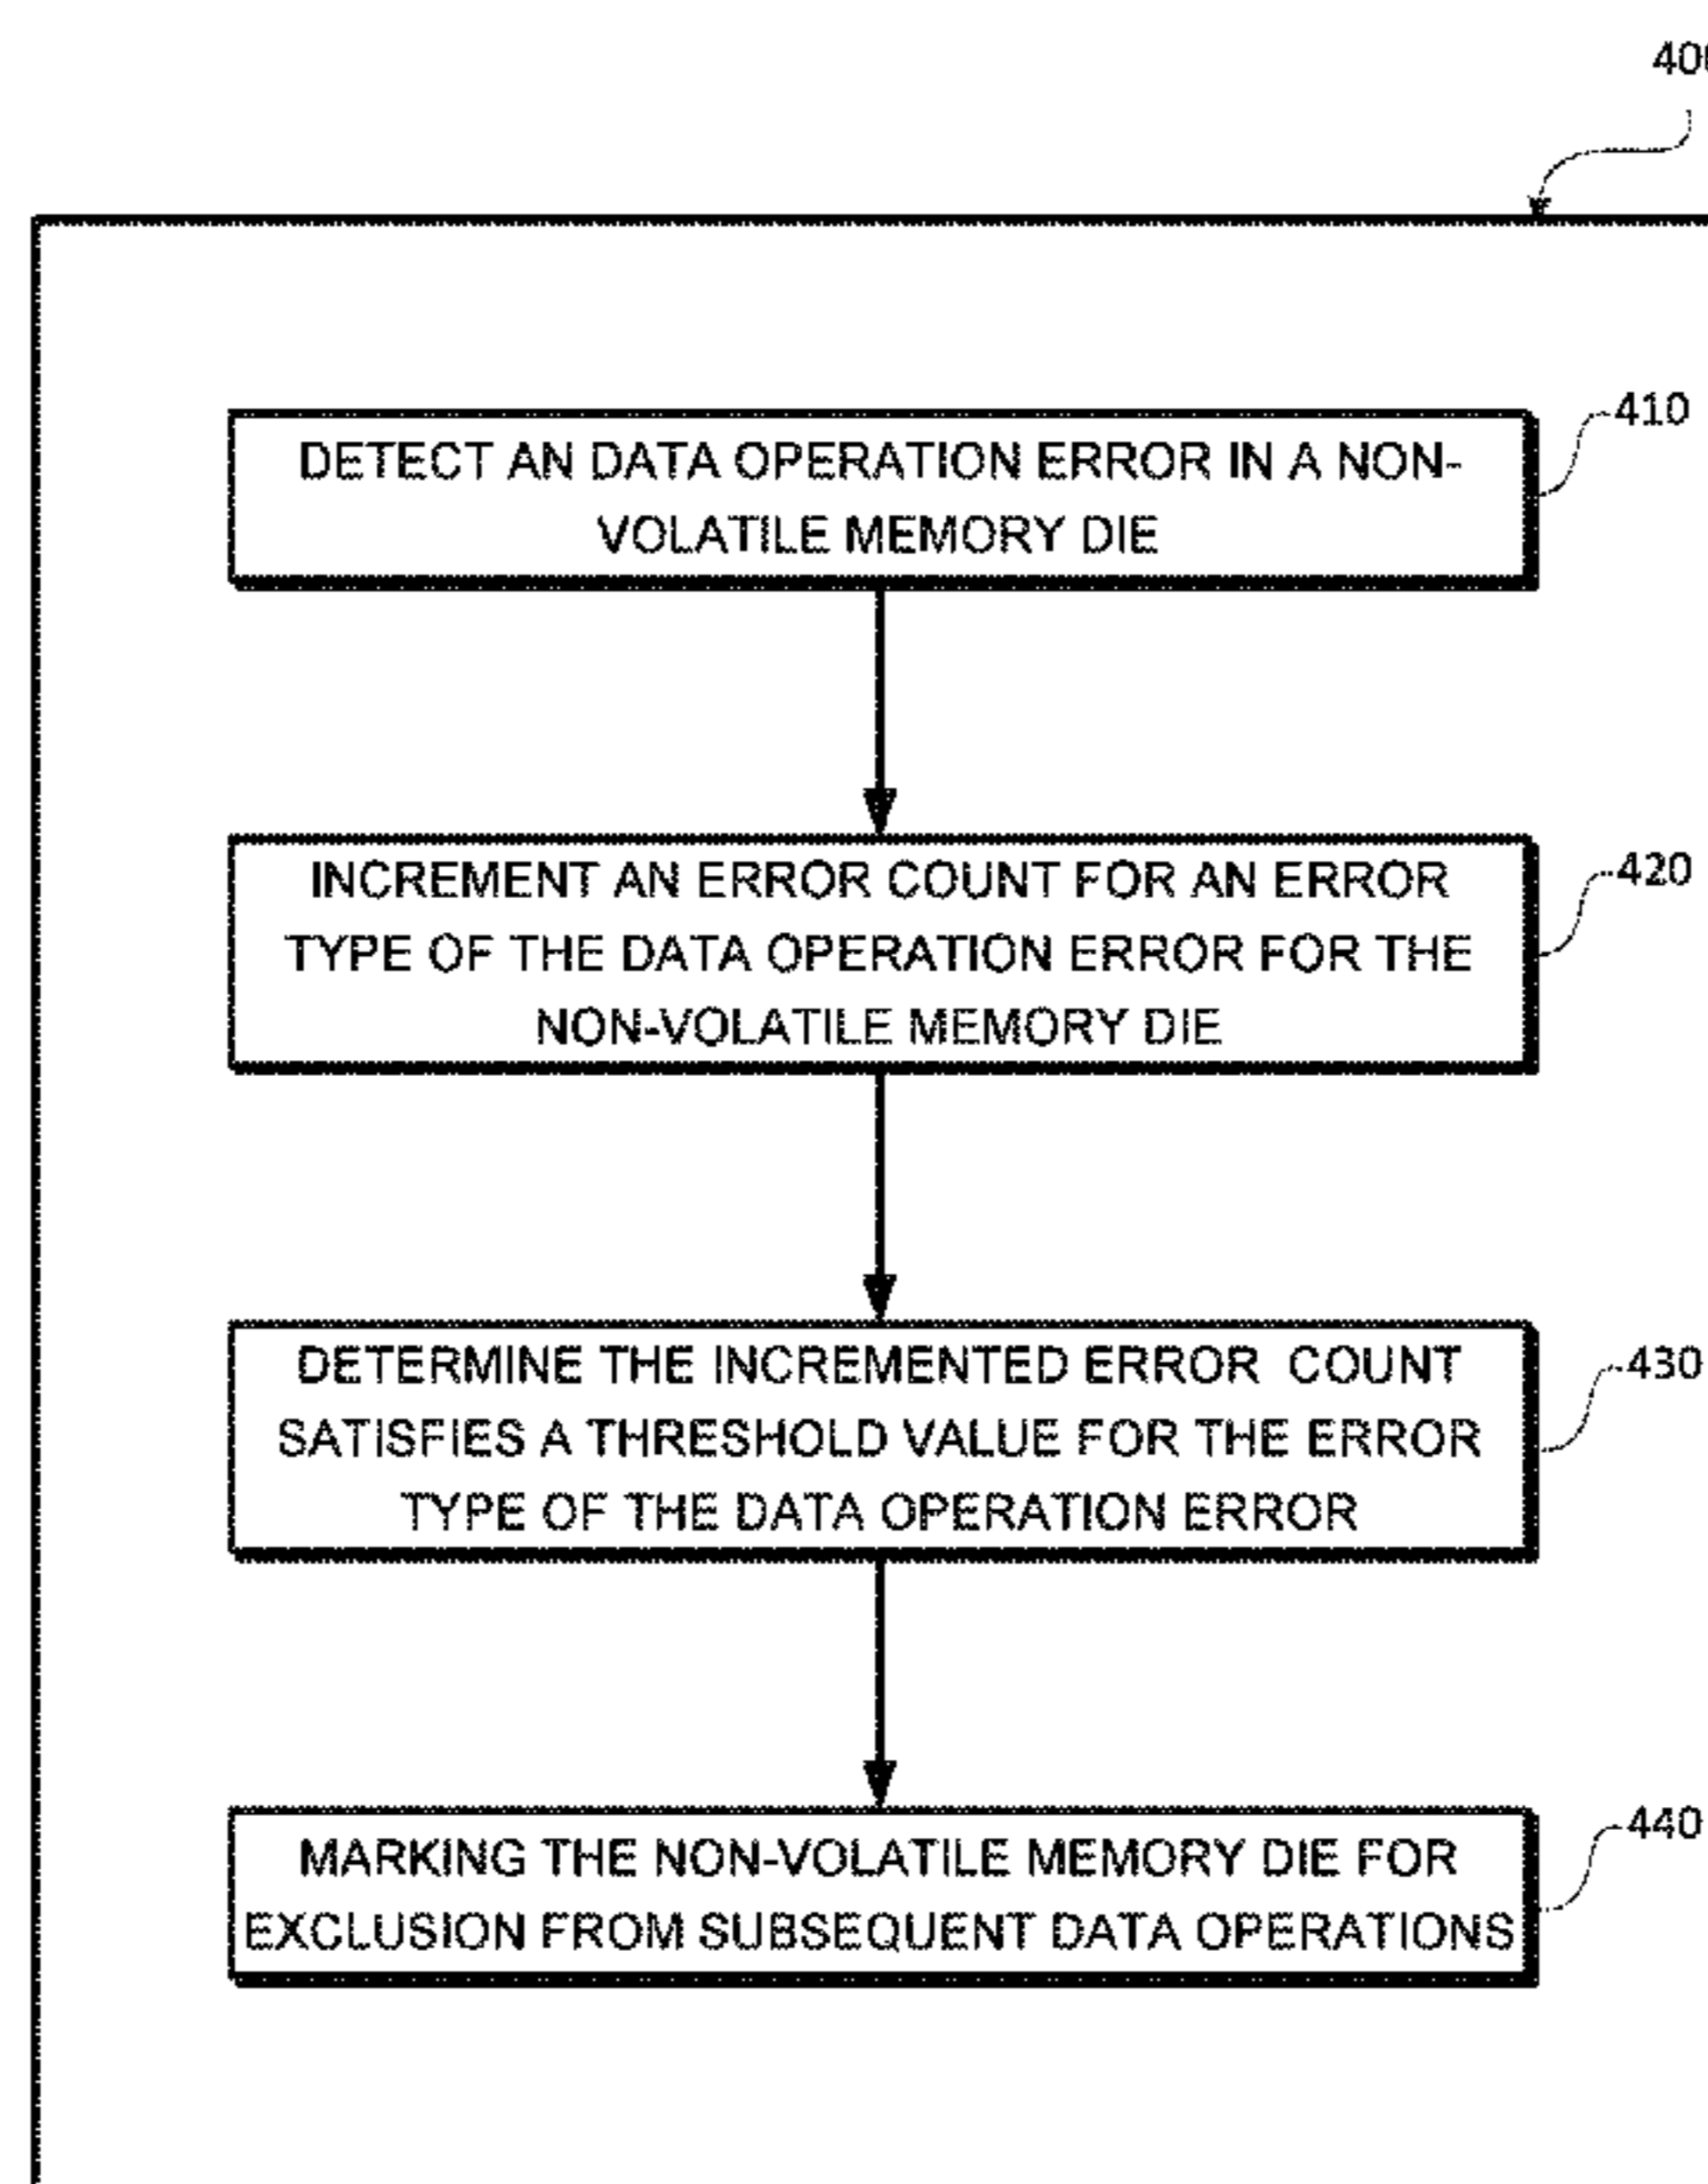 410
DETECT AN DATA OPERATION ERROR IN A NON-
VOLATILE MEMORY DIE
420
INCREMENT AN ERROR COUNT FOR AN ERROR
TYPE OF THE DATA OPERATION ERROR FOR THE
NON-VOLATILE MEMORY DIE
430
DETERMINE THE INCREMENTED ERROR COUNT
SATISFIES A THRESHOLD VALUE FOR THE ERROR
TYPE OF THE DATA OPERATION ERROR
440
MARKING THE NON-VOLATILE MEMORY DIE FOR
EXCLUSION FROM SUBSEQUENT DATA OPERATIONS